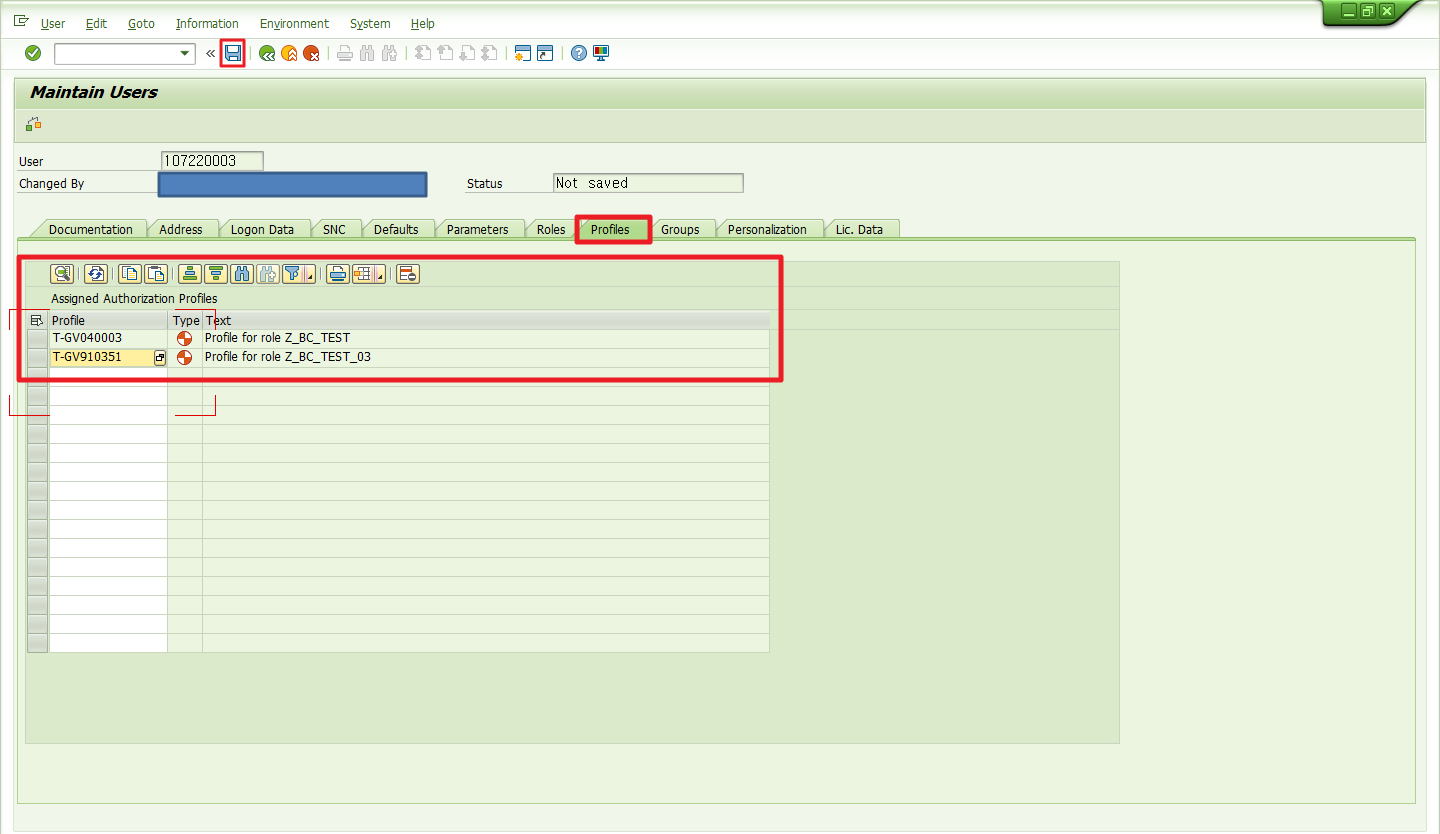 User Edit Goto Information Environment System Help
Maintain Users
User 107220003
Changed By Status Not saved
Documentation Address Logon Data SNC Defaults Parameters Roles Profiles Groups Personalization Lic. Data
Assigned Authorization Profiles
Profile Type Text
T-GV040003 Profile for role Z_BC_TEST
T-GV910351 Profile for role Z_BC_TEST_03